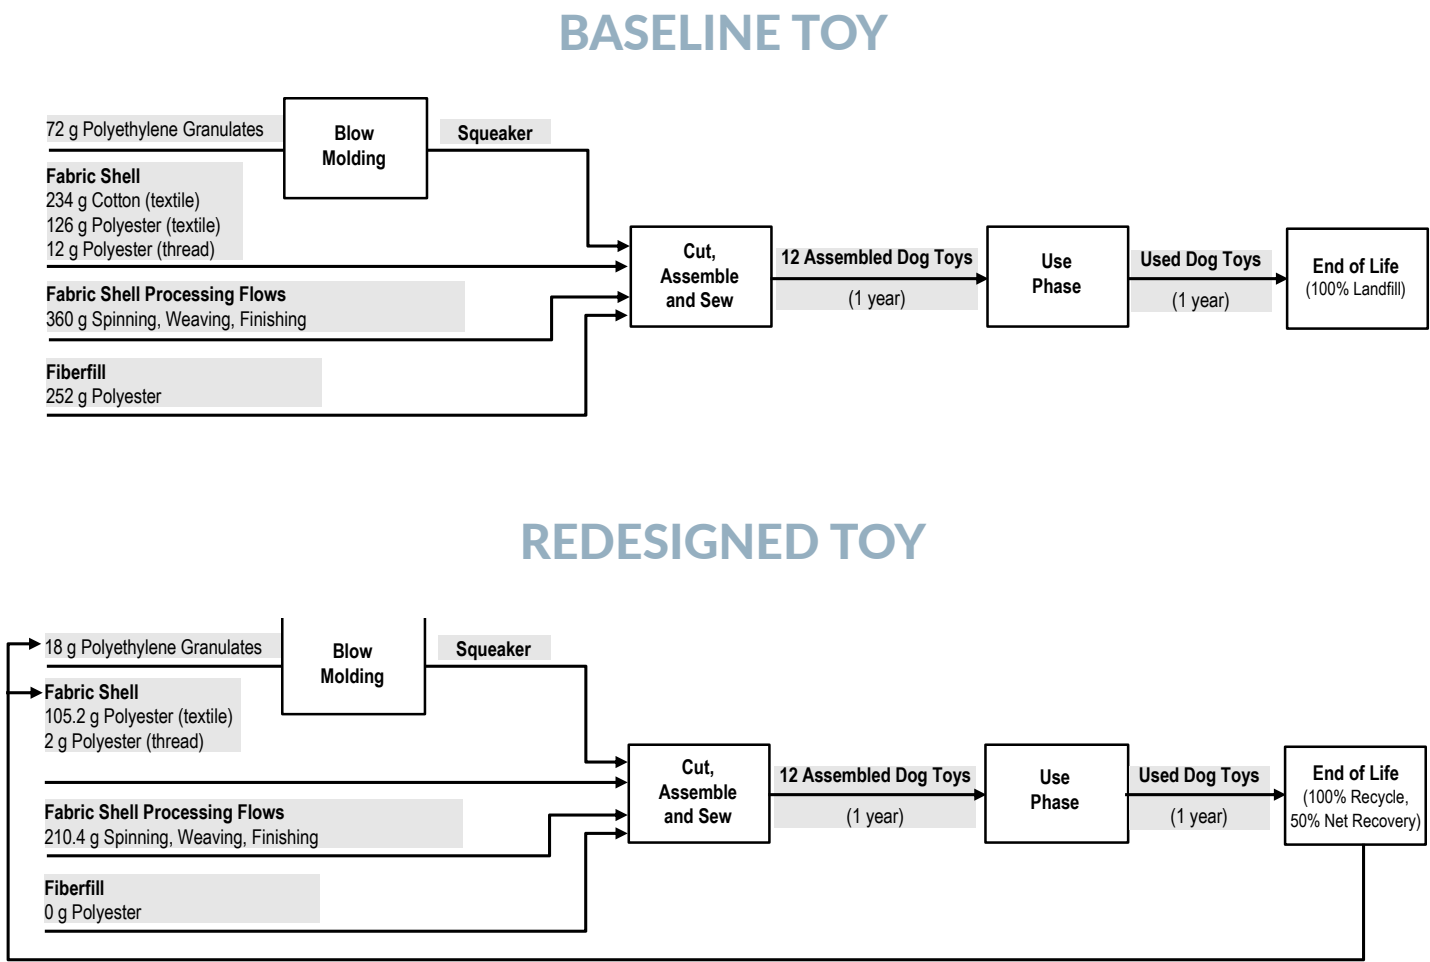 BASELINE TOY
72 g Polyethylene Granulates
Blow
Molding
Squeaker
Fabric Shell
234 g Cotton (textile)
126 g Polyester (textile)
12 g Polyester (thread)
Fabric Shell Processing Flows
360 g Spinning, Weaving, Finishing
Fiberfill
252 g Polyester
Cut,
Assemble
and Sew
12 Assembled Dog Toys
(1 year)
Use
Phase
Used Dog Toys
(1 year)
End of Life
(100% Landfill)
REDESIGNED TOY
18 g Polyethylene Granulates
Blow
Molding
Squeaker
Fabric Shell
105.2 g Polyester (textile)
2 g Polyester (thread)
Fabric Shell Processing Flows
210.4 g Spinning, Weaving, Finishing
Fiberfill
0 g Polyester
Cut,
Assemble
and Sew
12 Assembled Dog Toys
(1 year)
Use
Phase
Used Dog Toys
(1 year)
End of Life
(100% Recycle,
50% Net Recovery)